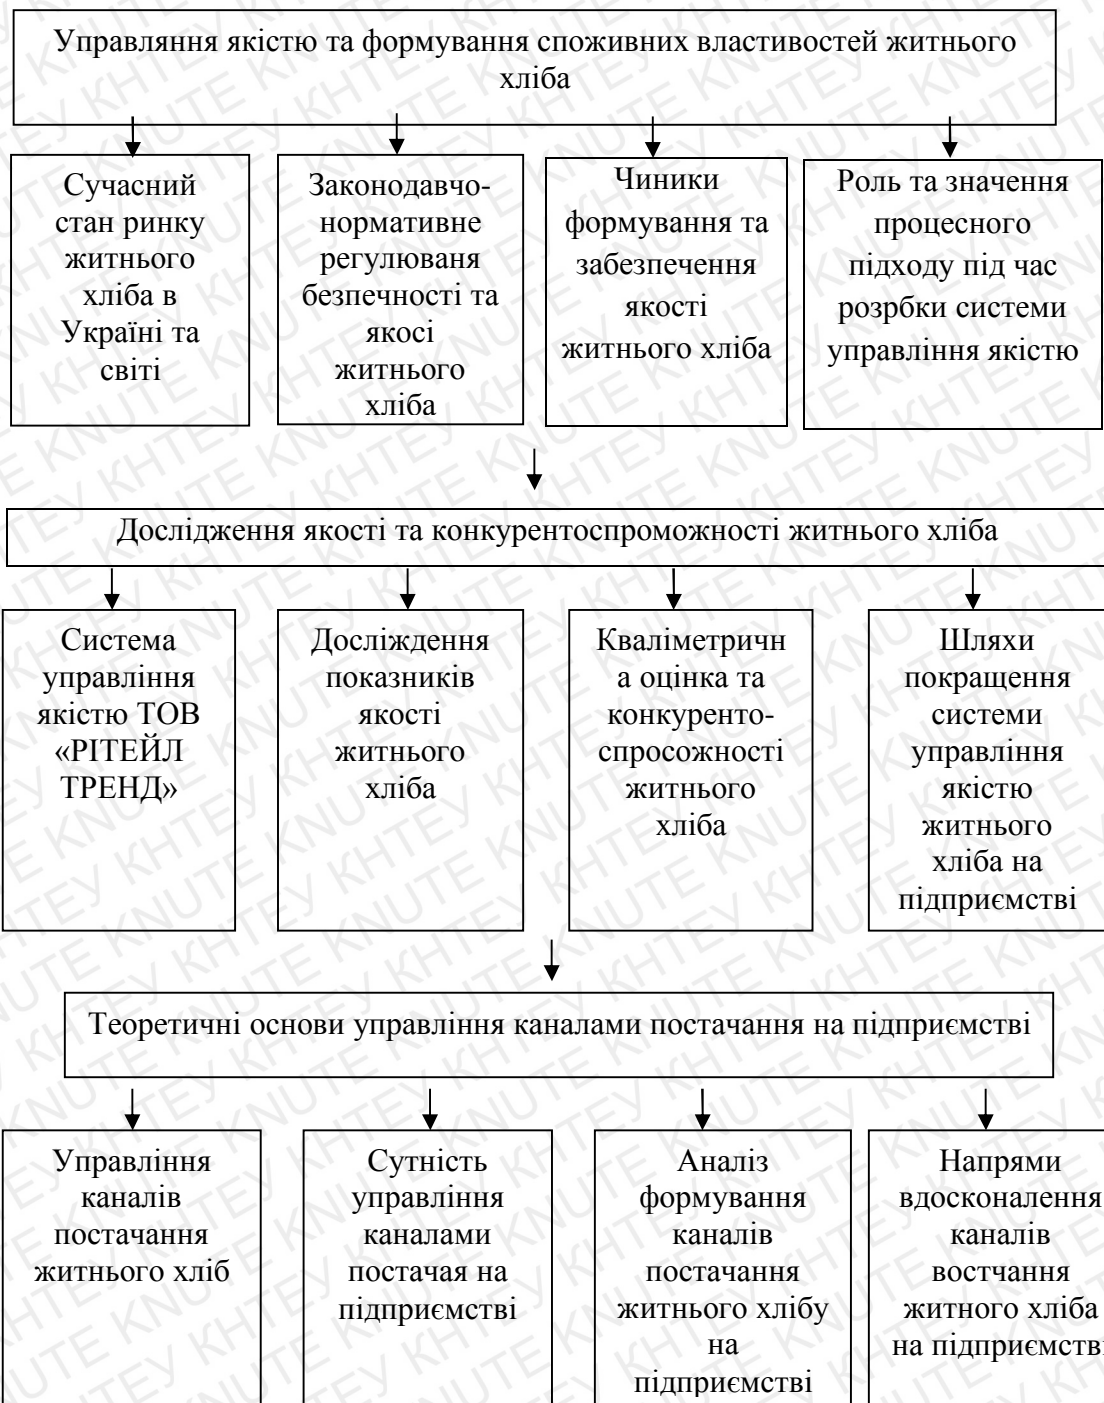 Управляння якістю та формування споживних властивостей житнього
хліба
Сучасний
стан ринку
житнього
хліба в
Україні та
світі
Законодавчо-
нормативне
регулюваня
безпечності та
якосі
житнього
хліба
Чиники
формування та
забезпечення
якості
житнього хліба
Роль та значення
процесного
підходу під час
розрбки системи
управління якістю
Дослідження якості та конкурентоспроможності житнього хліба
Система
управління
якістю ТОВ
«РІТЕЙЛ
ТРЕНД»
Досліждення
показників
якості
житнього
хліба
Кваліметричн
а оцінка та
конкуренто-
спросожності
житнього
хліба
Шляхи
покращення
системи
управління
якістю
житнього
хліба на
підприємстві
Теоретичні основи управління каналами постачання на підприємстві
Управління
каналів
постачання
житнього хліб
Сутність
управління
каналами
постачая на
підприємстві
Аналіз
формування
каналів
постачання
житнього хлібу
на
підприємстві
Напрями
вдосконалення
каналів
востчання
житного хліба
на підприємстві